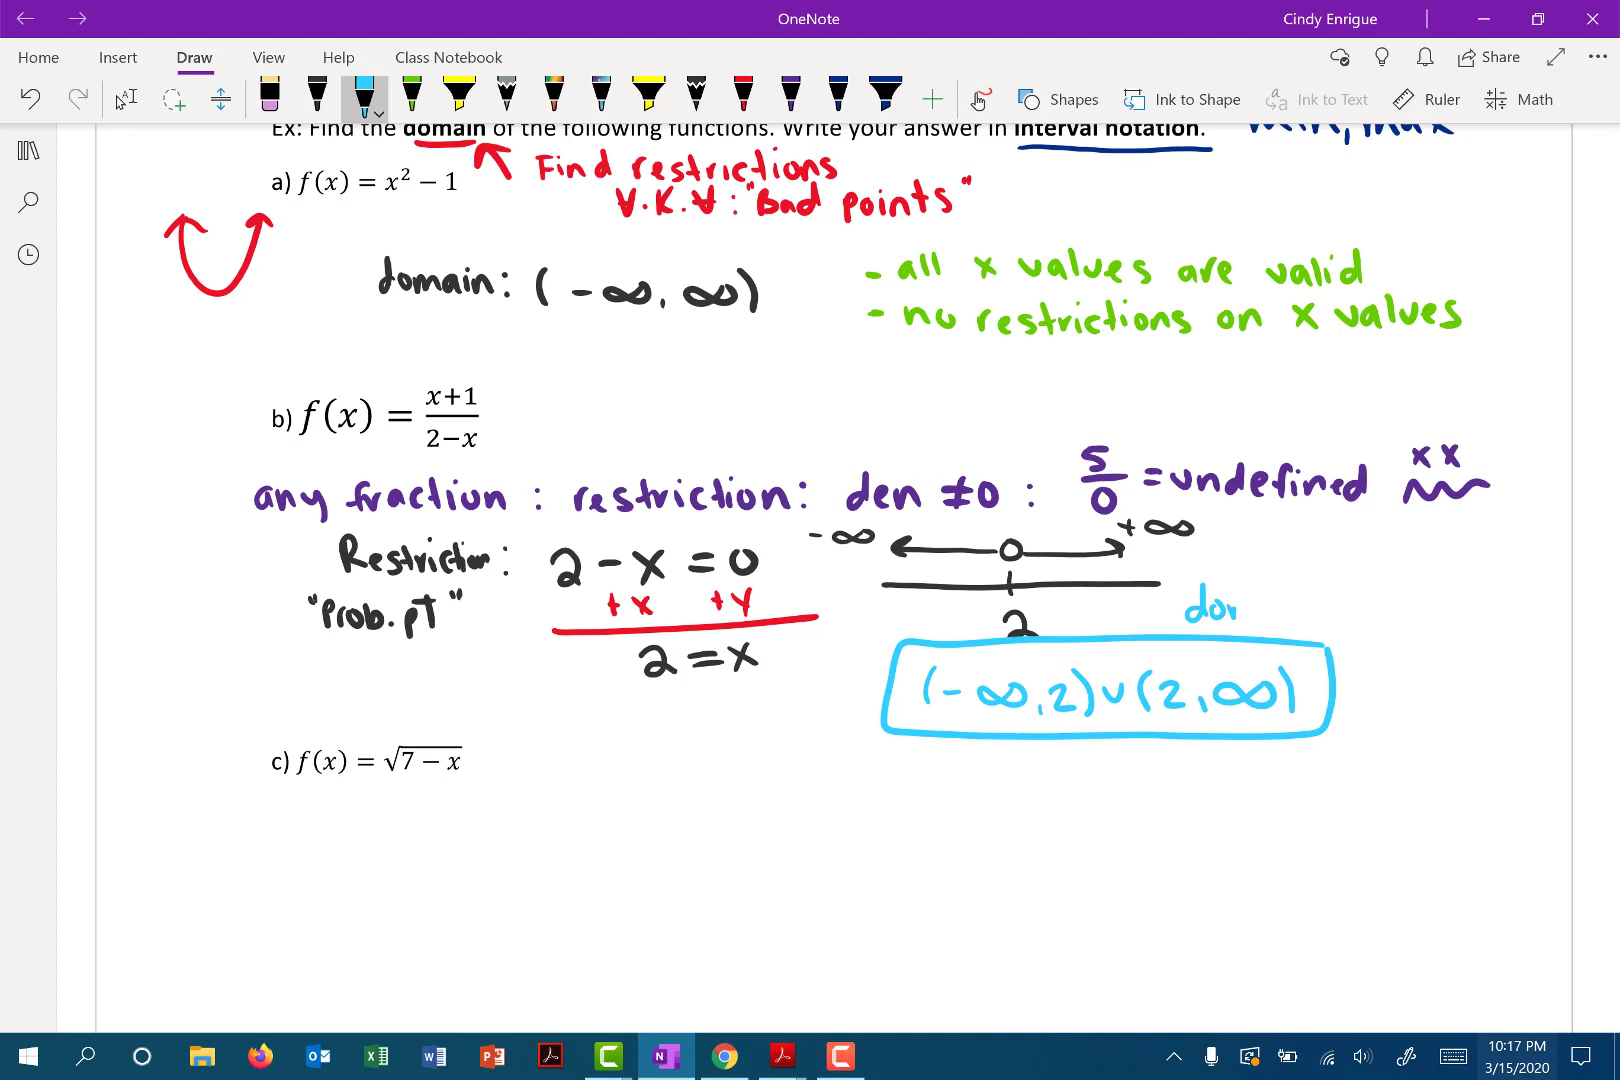 OneNote
Cindy Enrigue
Home Insert Draw View Help Class Notebook Share
Shapes Ink to Shape Ink to Text Ruler Math
Ex: Find the domain of the following functions. Write your answer in interval notation. min, max
Find restrictions
a) f(x) = x² − 1
"Bad points"
domain: (-∞, ∞)
- all x values are valid
- no restrictions on x values
b) f(x) = (x+1)/(2−x)
any fraction : restriction: den ≠ 0 : 5/0 = undefined x x
Restriction: 2 - x = 0
"Prob. pT"
+x +x
2 = x
-∞ +∞
2
dor
(-∞, 2) ∪ (2, ∞)
c) f(x) = √(7 − x)
10:17 PM
3/15/2020